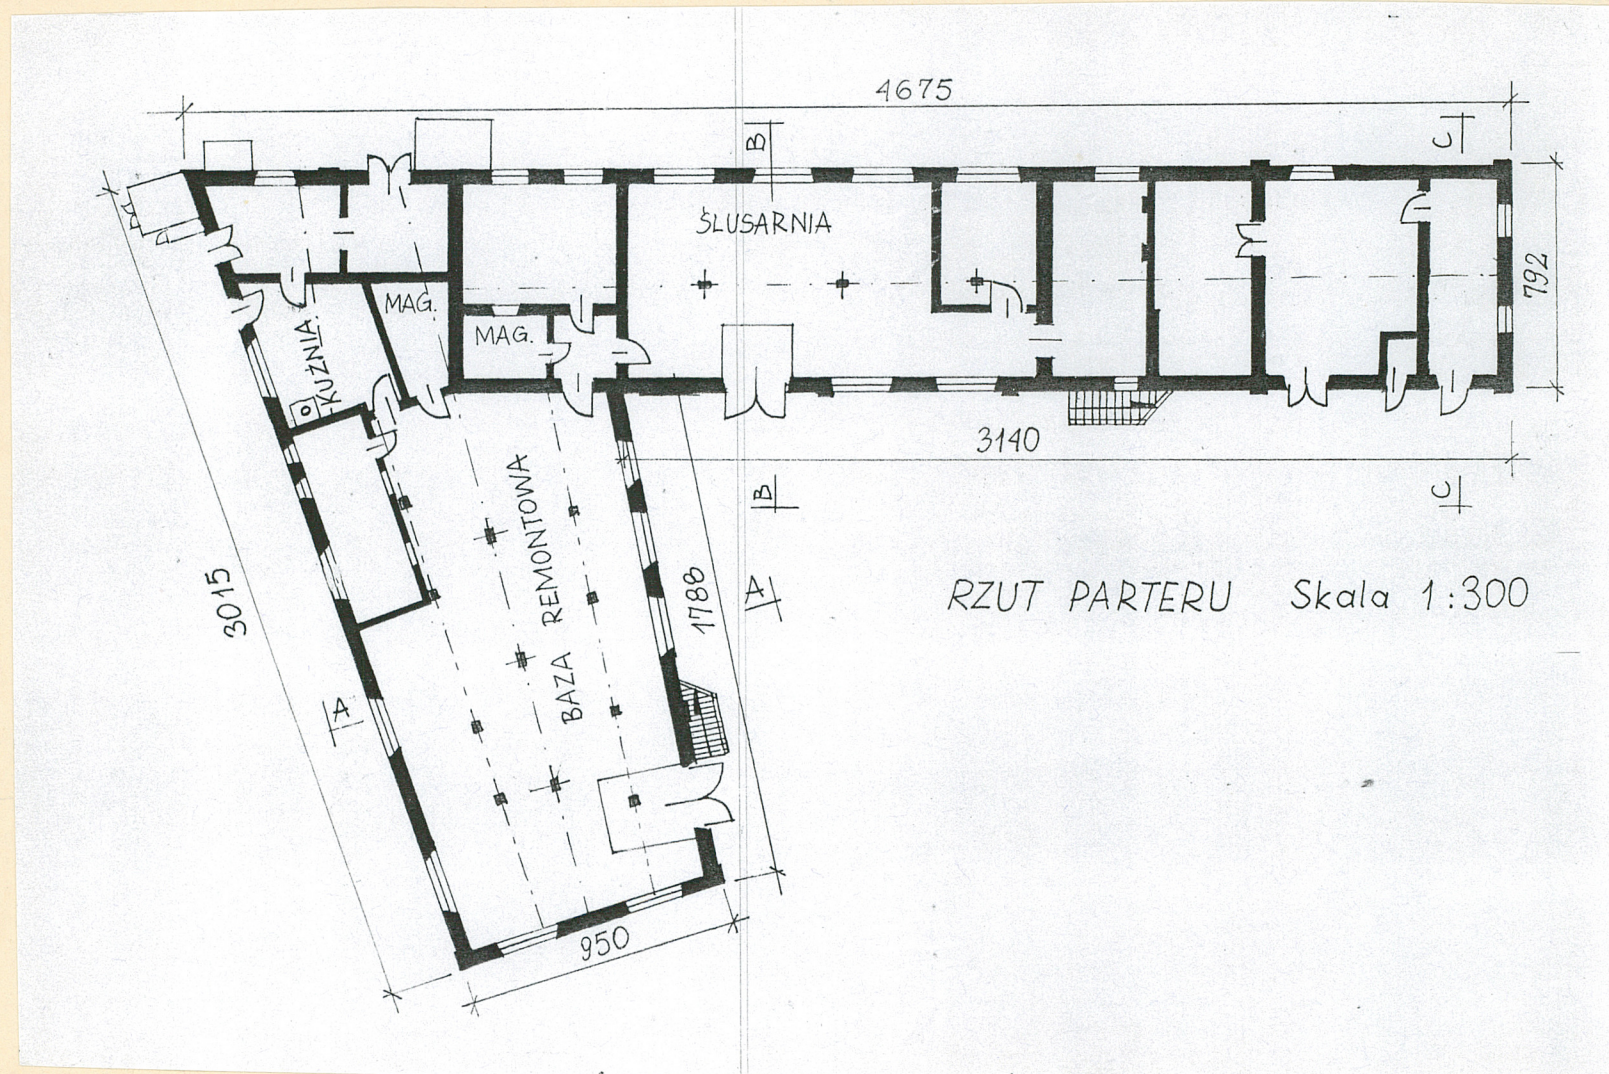 4675
B
C
ŚLUSARNIA
792
MAG.
MAG.
KUŹNIA
3140
B
C
BAZA REMONTOWA
3015
1788
A
RZUT PARTERU Skala 1:300
A
950